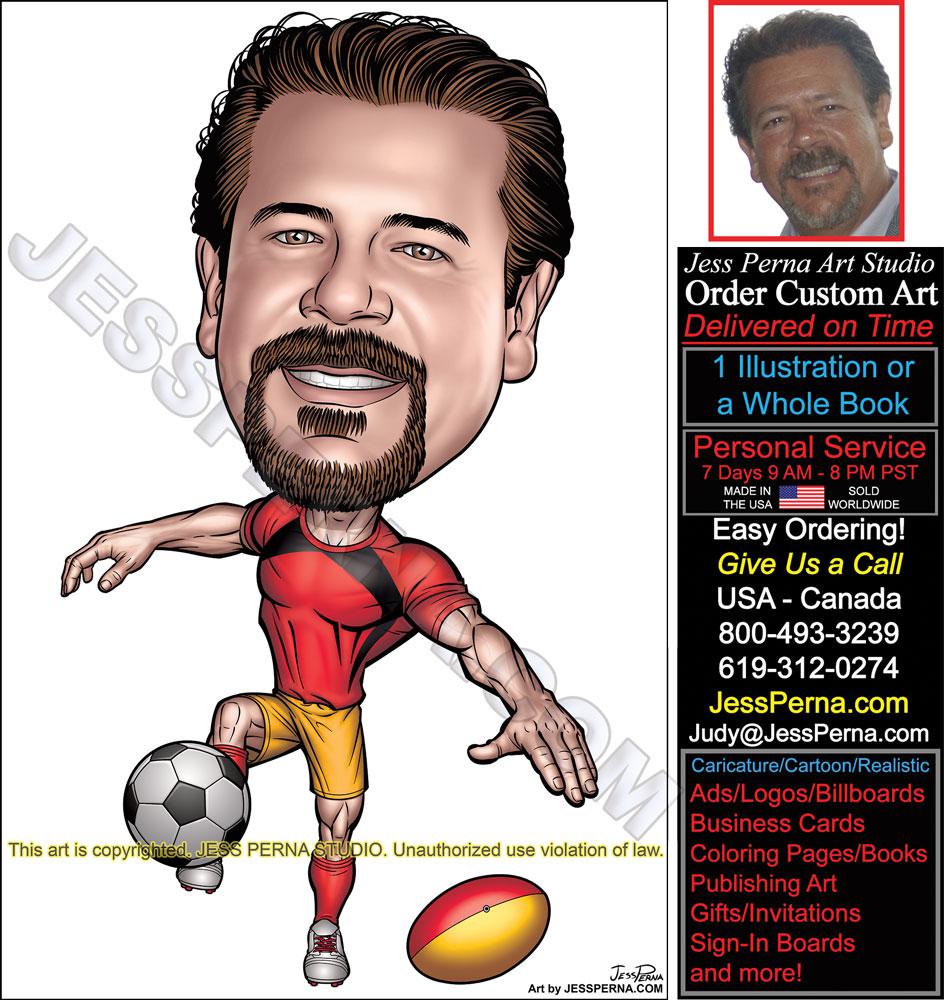 JESSPERNA.COM
This art is copyrighted. JESS PERNA STUDIO. Unauthorized use violation of law.
JESSPERNA
Art by JESSPERNA.COM
Jess Perna Art Studio
Order Custom Art
Delivered on Time
1 Illustration or
a Whole Book
Personal Service
7 Days 9 AM - 8 PM PST
MADE IN
THE USA
SOLD
WORLDWIDE
Easy Ordering!
Give Us a Call
USA - Canada
800-493-3239
619-312-0274
JessPerna.com
Judy@JessPerna.com
Caricature/Cartoon/Realistic
Ads/Logos/Billboards
Business Cards
Coloring Pages/Books
Publishing Art
Gifts/Invitations
Sign-In Boards
and more!